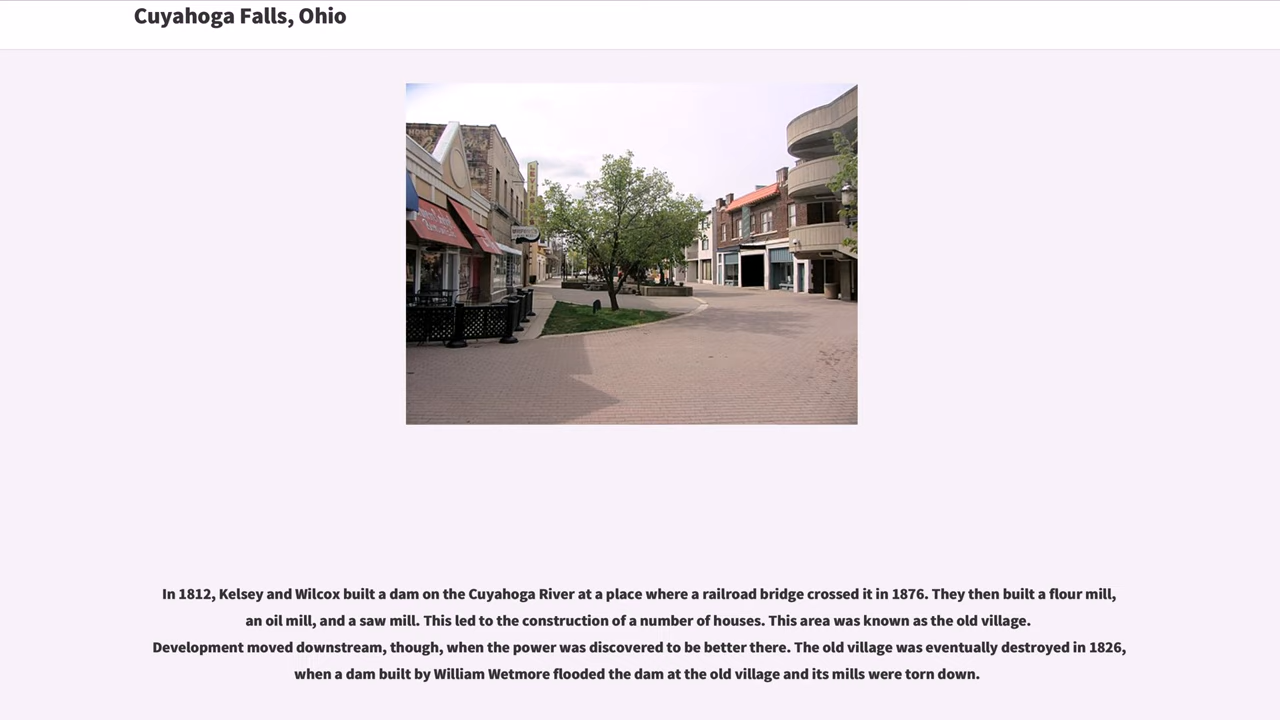 Cuyahoga Falls, Ohio
HOME
In 1812, Kelsey and Wilcox built a dam on the Cuyahoga River at a place where a railroad bridge crossed it in 1876. They then built a flour mill,
an oil mill, and a saw mill. This led to the construction of a number of houses. This area was known as the old village.
Development moved downstream, though, when the power was discovered to be better there. The old village was eventually destroyed in 1826,
when a dam built by William Wetmore flooded the dam at the old village and its mills were torn down.